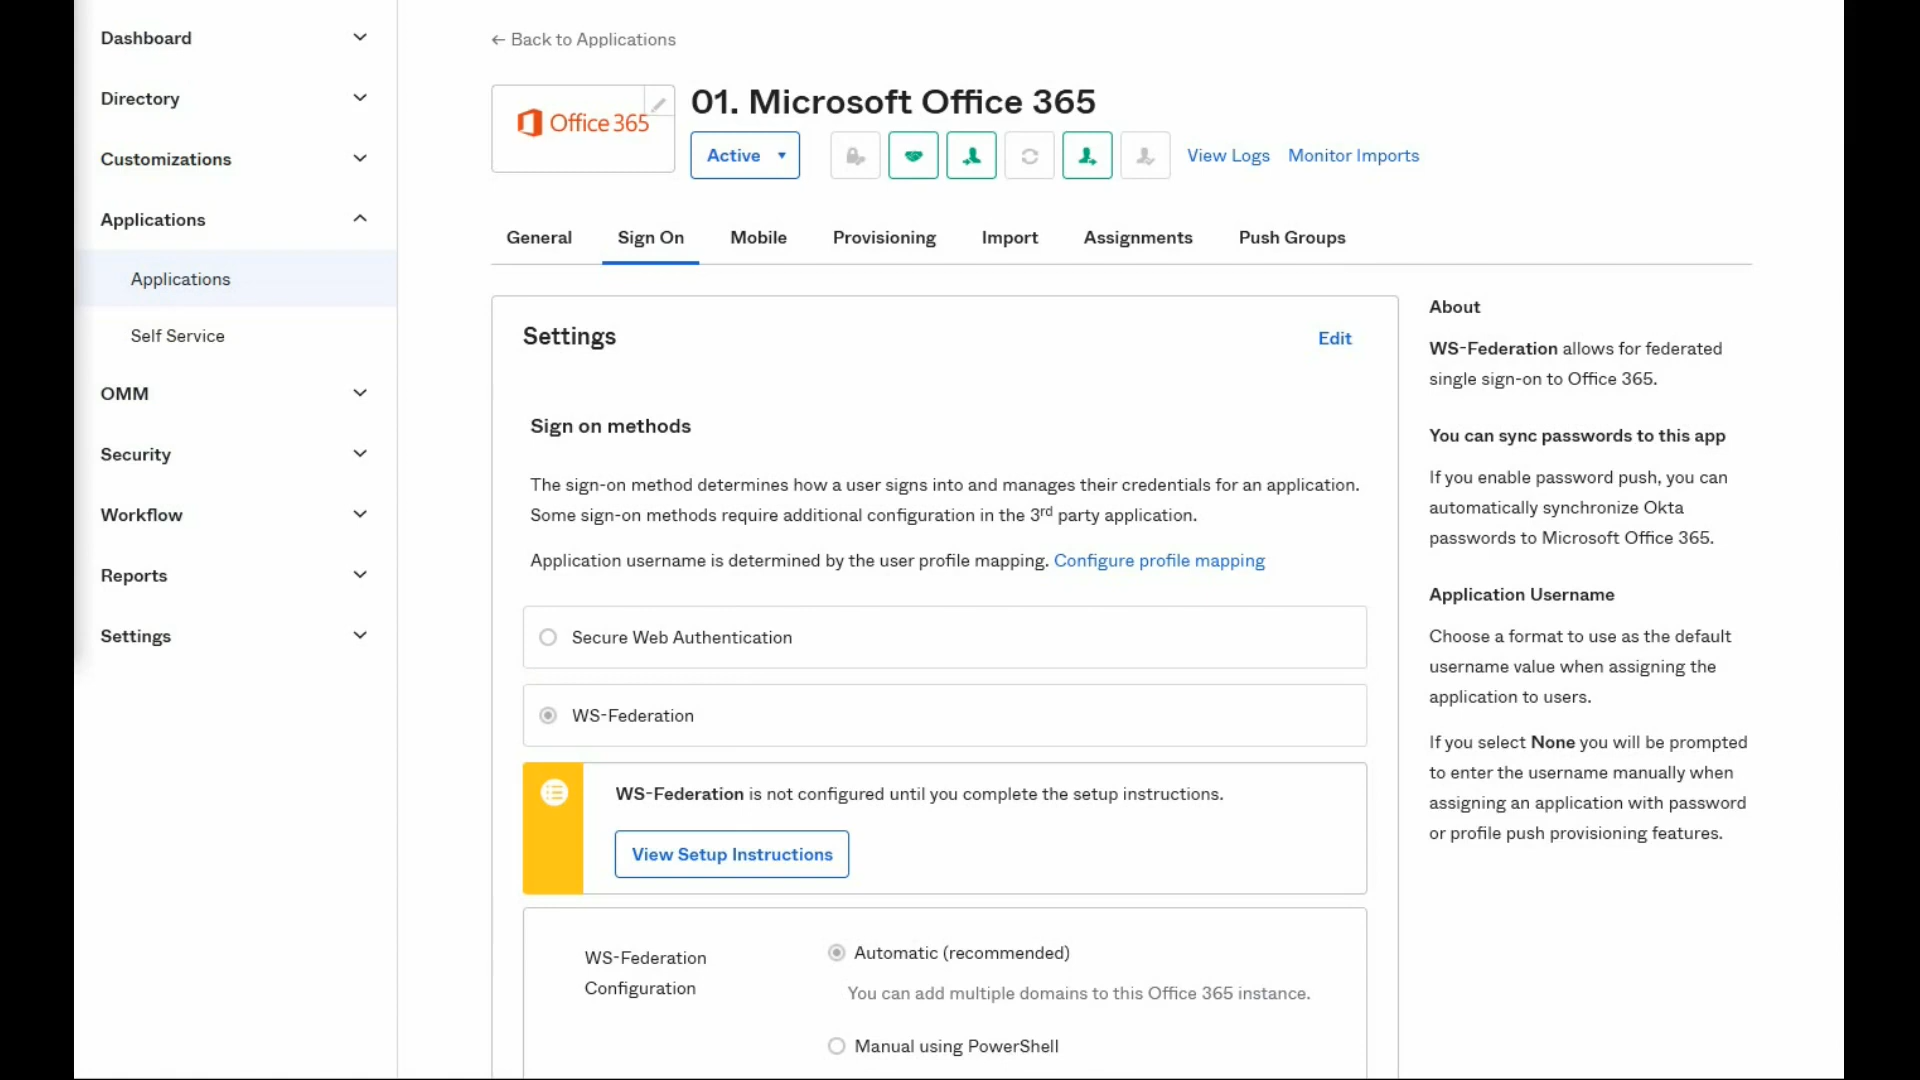 Dashboard
Directory
Customizations
Applications
Applications
Self Service
OMM
Security
Workflow
Reports
Settings
← Back to Applications
Office 365
01. Microsoft Office 365
Active
View Logs
Monitor Imports
General
Sign On
Mobile
Provisioning
Import
Assignments
Push Groups
Settings
Edit
Sign on methods
The sign-on method determines how a user signs into and manages their credentials for an application.
Some sign-on methods require additional configuration in the 3rd party application.
Application username is determined by the user profile mapping. Configure profile mapping
Secure Web Authentication
WS-Federation
WS-Federation is not configured until you complete the setup instructions.
View Setup Instructions
WS-Federation
Configuration
Automatic (recommended)
You can add multiple domains to this Office 365 instance.
Manual using PowerShell
About
WS-Federation allows for federated
single sign-on to Office 365.
You can sync passwords to this app
If you enable password push, you can
automatically synchronize Okta
passwords to Microsoft Office 365.
Application Username
Choose a format to use as the default
username value when assigning the
application to users.
If you select None you will be prompted
to enter the username manually when
assigning an application with password
or profile push provisioning features.